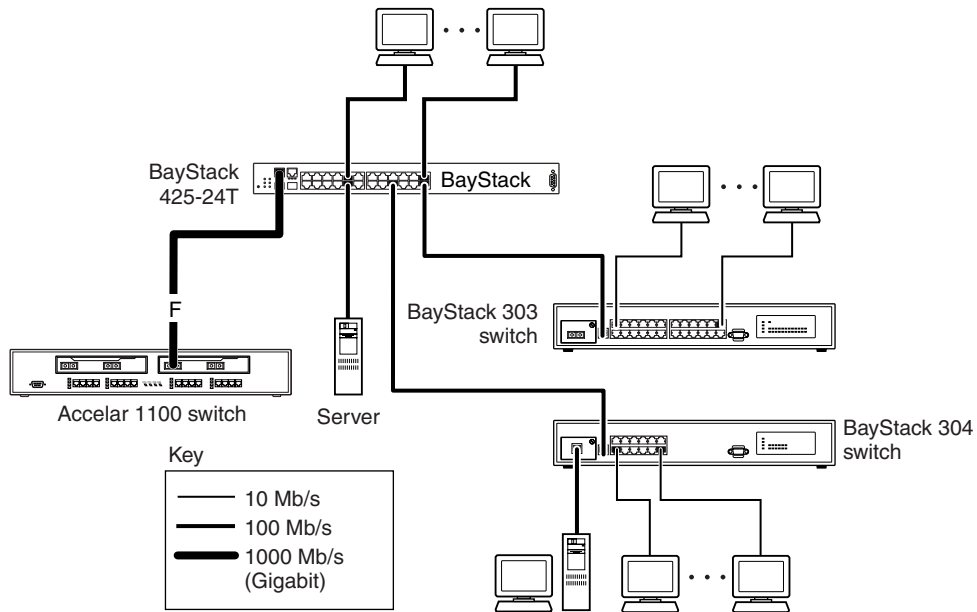 BayStack
425-24T
BayStack
F
BayStack 303
switch
Accelar 1100 switch
Server
BayStack 304
switch
Key
10 Mb/s
100 Mb/s
1000 Mb/s
(Gigabit)